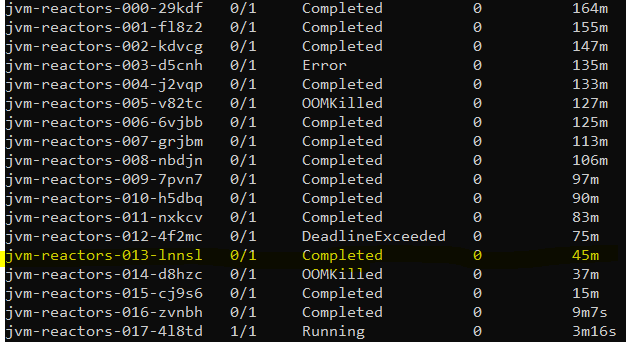 jvm-reactors-000-29kdf 0/1 Completed 0 164m
jvm-reactors-001-fl8z2 0/1 Completed 0 155m
jvm-reactors-002-kdvcg 0/1 Completed 0 147m
jvm-reactors-003-d5cnh 0/1 Error 0 135m
jvm-reactors-004-j2vqp 0/1 Completed 0 133m
jvm-reactors-005-v82tc 0/1 OOMKilled 0 127m
jvm-reactors-006-6vjbb 0/1 Completed 0 125m
jvm-reactors-007-grjbm 0/1 Completed 0 113m
jvm-reactors-008-nbdjn 0/1 Completed 0 106m
jvm-reactors-009-7pvn7 0/1 Completed 0 97m
jvm-reactors-010-h5dbq 0/1 Completed 0 90m
jvm-reactors-011-nxkcv 0/1 Completed 0 83m
jvm-reactors-012-4f2mc 0/1 DeadlineExceeded 0 75m
jvm-reactors-013-lnnsl 0/1 Completed 0 45m
jvm-reactors-014-d8hzc 0/1 OOMKilled 0 37m
jvm-reactors-015-cj9s6 0/1 Completed 0 15m
jvm-reactors-016-zvnbh 0/1 Completed 0 9m7s
jvm-reactors-017-4l8td 1/1 Running 0 3m16s